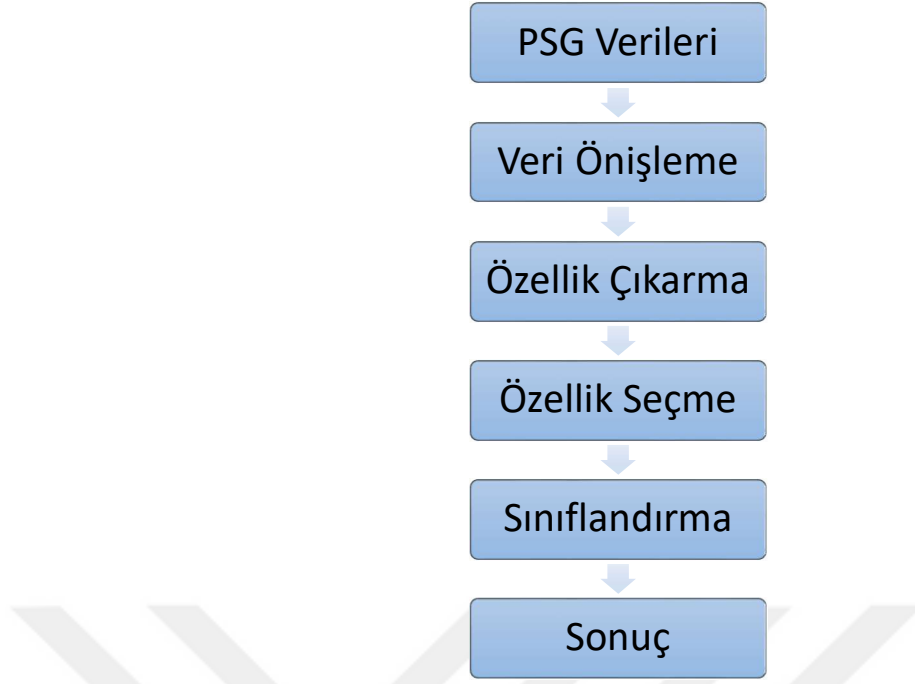 PSG Verileri
Veri Önişleme
Özellik Çıkarma
Özellik Seçme
Sınıflandırma
Sonuç